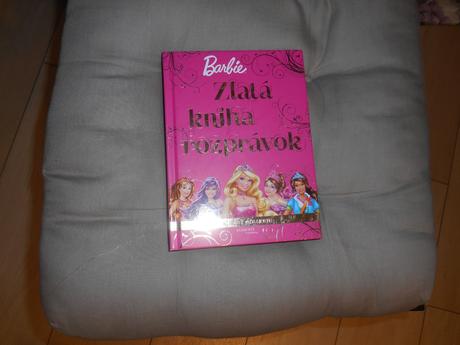 Barbie
Zlatá
kniha
rozprávok